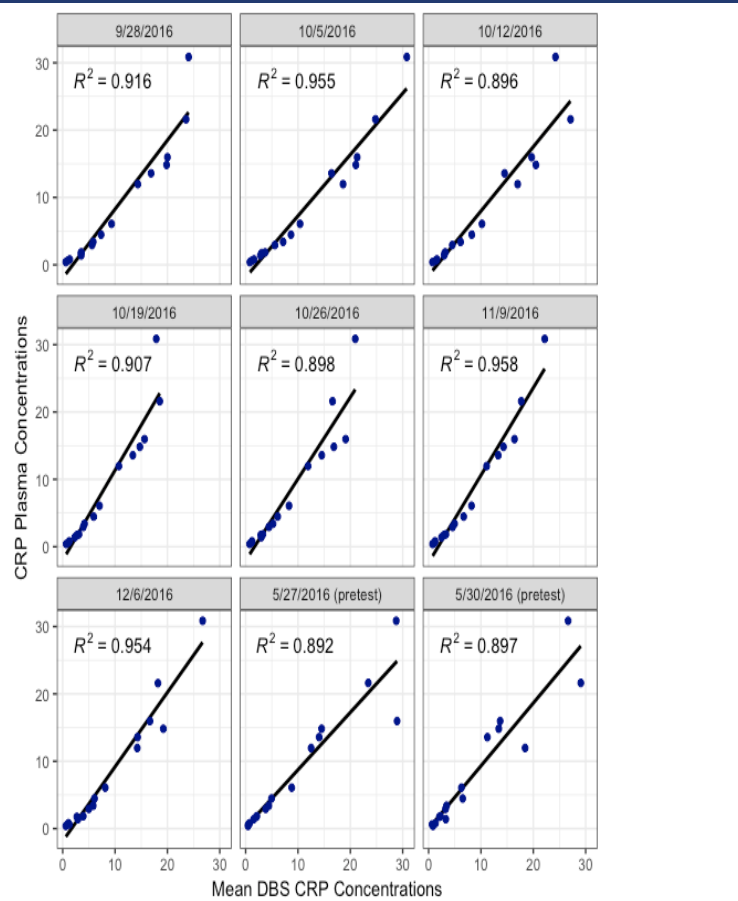 9/28/2016 10/5/2016 10/12/2016
30
R² = 0.916 R² = 0.955 R² = 0.896
20
10
0
10/19/2016 10/26/2016 11/9/2016
30
R² = 0.907 R² = 0.898 R² = 0.958
20
10
0
CRP Plasma Concentrations
12/6/2016 5/27/2016 (pretest) 5/30/2016 (pretest)
30
R² = 0.954 R² = 0.892 R² = 0.897
20
10
0
0 10 20 30 0 10 20 30 0 10 20 30
Mean DBS CRP Concentrations